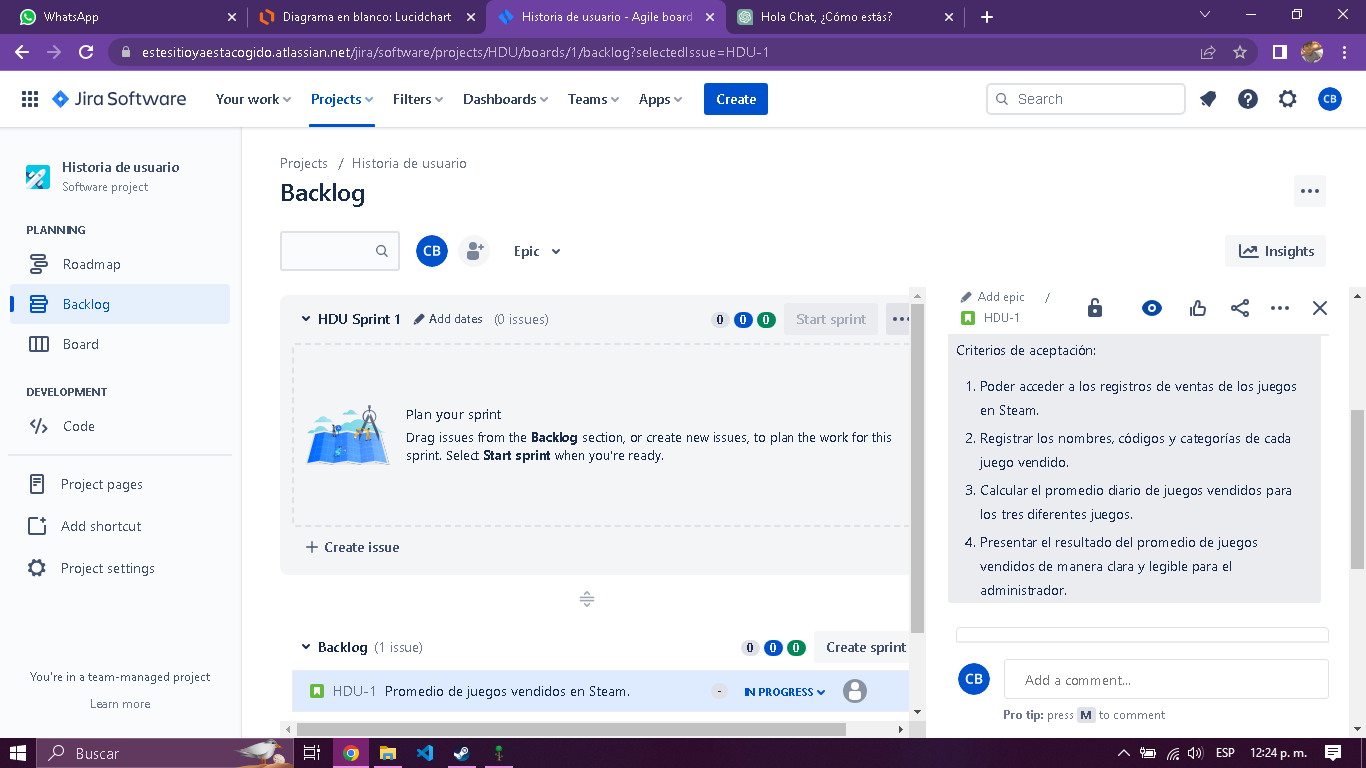 WhatsApp
Diagrama en blanco: Lucidchart
Historia de usuario - Agile board
Hola Chat, ¿Cómo estás?
estesitioyaestacogido.atlassian.net/jira/software/projects/HDU/boards/1/backlog?selectedIssue=HDU-1
Jira Software
Your work
Projects
Filters
Dashboards
Teams
Apps
Create
Search
CB
Historia de usuario
Software project
PLANNING
Roadmap
Backlog
Board
DEVELOPMENT
Code
Project pages
Add shortcut
Project settings
You're in a team-managed project
Learn more
Projects / Historia de usuario
Backlog
CB
Epic
Insights
HDU Sprint 1 Add dates (0 issues) 0 0 0 Start sprint
Plan your sprint
Drag issues from the Backlog section, or create new issues, to plan the work for this
sprint. Select Start sprint when you're ready.
+ Create issue
Backlog (1 issue) 0 0 0 Create sprint
HDU-1 Promedio de juegos vendidos en Steam. - IN PROGRESS
Add epic /
HDU-1
Criterios de aceptación:
1. Poder acceder a los registros de ventas de los juegos
en Steam.
2. Registrar los nombres, códigos y categorías de cada
juego vendido.
3. Calcular el promedio diario de juegos vendidos para
los tres diferentes juegos.
4. Presentar el resultado del promedio de juegos
vendidos de manera clara y legible para el
administrador.
CB
Add a comment...
Pro tip: press M to comment
Buscar
ESP
12:24 p. m.